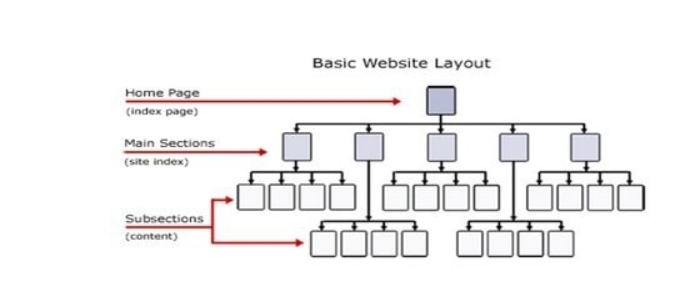 Basic Website Layout
Home Page
(index page)
Main Sections
(site index)
Subsections
(content)